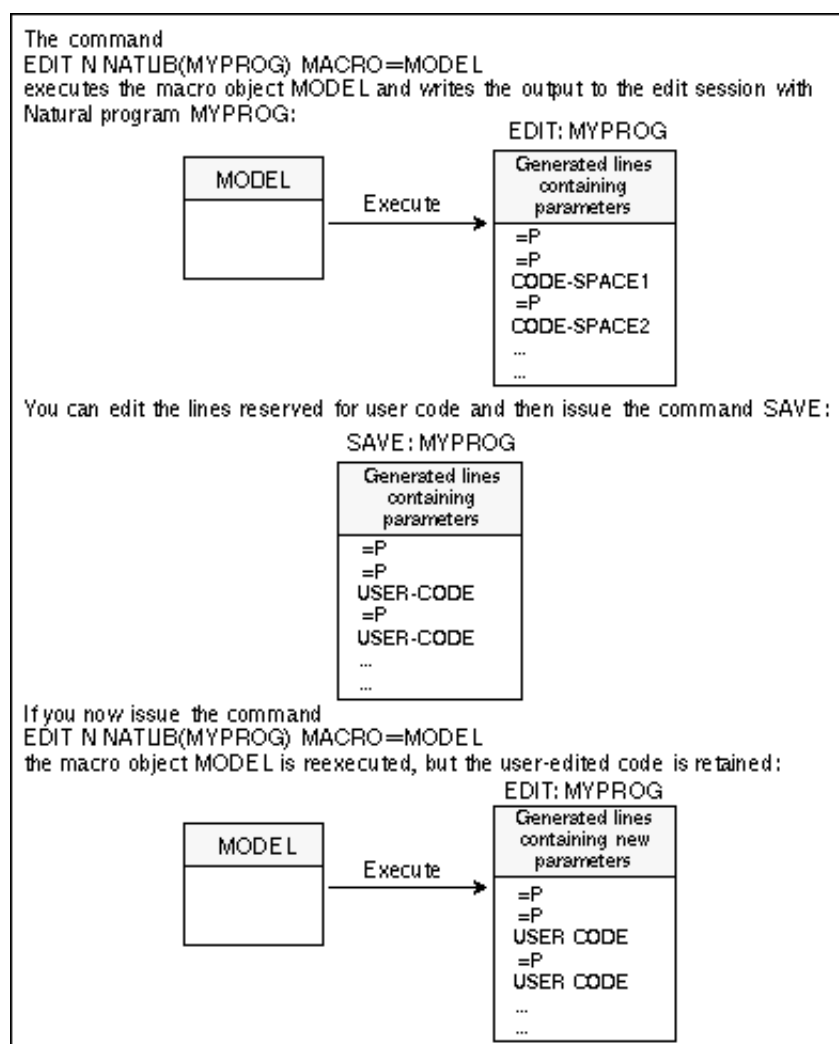 The command
EDIT N NATLIB(MYPROG) MACRO=MODEL
executes the macro object MODEL and writes the output to the edit session with
Natural program MYPROG:
EDIT: MYPROG
MODEL
Execute
Generated lines
containing
parameters
=P
=P
CODE-SPACE1
=P
CODE-SPACE2
...
...
You can edit the lines reserved for user code and then issue the command SAVE:
SAVE: MYPROG
Generated lines
containing
parameters
=P
=P
USER-CODE
=P
USER-CODE
...
...
If you now issue the command
EDIT N NATLIB(MYPROG) MACRO=MODEL
the macro object MODEL is reexecuted, but the user-edited code is retained:
EDIT: MYPROG
MODEL
Execute
Generated lines
containing new
parameters
=P
=P
USER CODE
=P
USER CODE
...
...